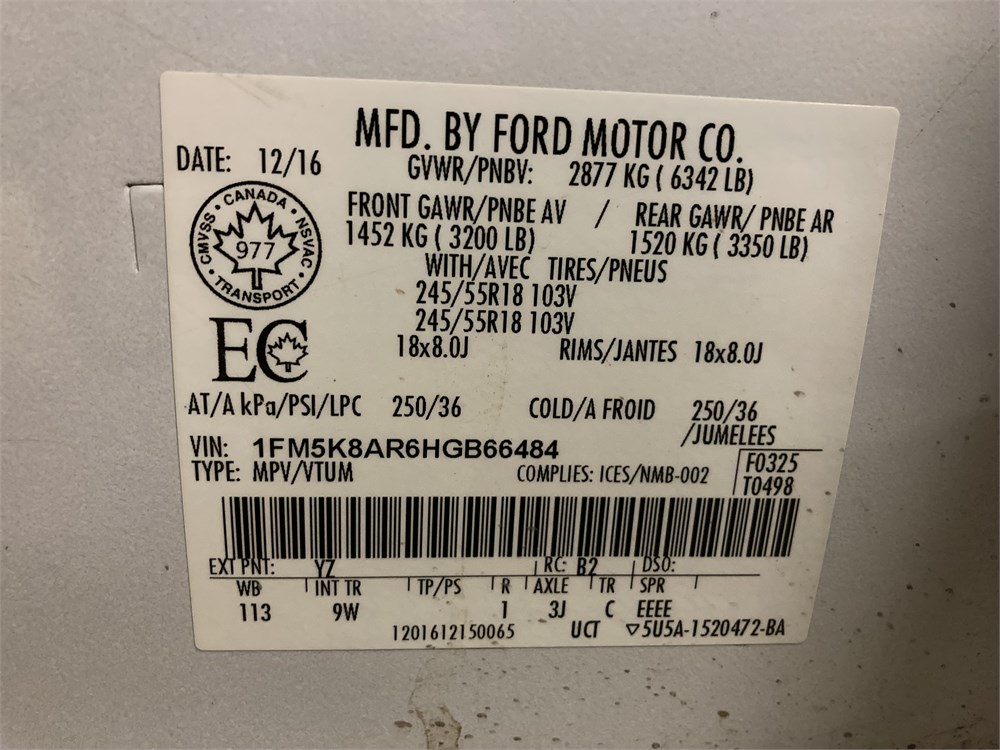 MFD. BY FORD MOTOR CO.
DATE: 12/16
GVWR/PNBV: 2877 KG ( 6342 LB)
FRONT GAWR/PNBE AV / REAR GAWR/ PNBE AR
1452 KG ( 3200 LB) 1520 KG ( 3350 LB)
WITH/AVEC TIRES/PNEUS
245/55R18 103V
245/55R18 103V
18x8.0J RIMS/JANTES 18x8.0J
CANADA
CMVSS
NSVAC
977
TRANSPORT
EC
AT/A kPa/PSI/LPC 250/36 COLD/A FROID 250/36
/JUMELEES
VIN: 1FM5K8AR6HGB66484
TYPE: MPV/VTUM COMPLIES: ICES/NMB-002
F0325
T0498
EXT PNT: YZ RC: B2 DSO:
WB INT TR TP/PS R AXLE TR SPR
113 9W 1 3J C EEEE
1201612150065 UCT ▽5U5A-1520472-BA